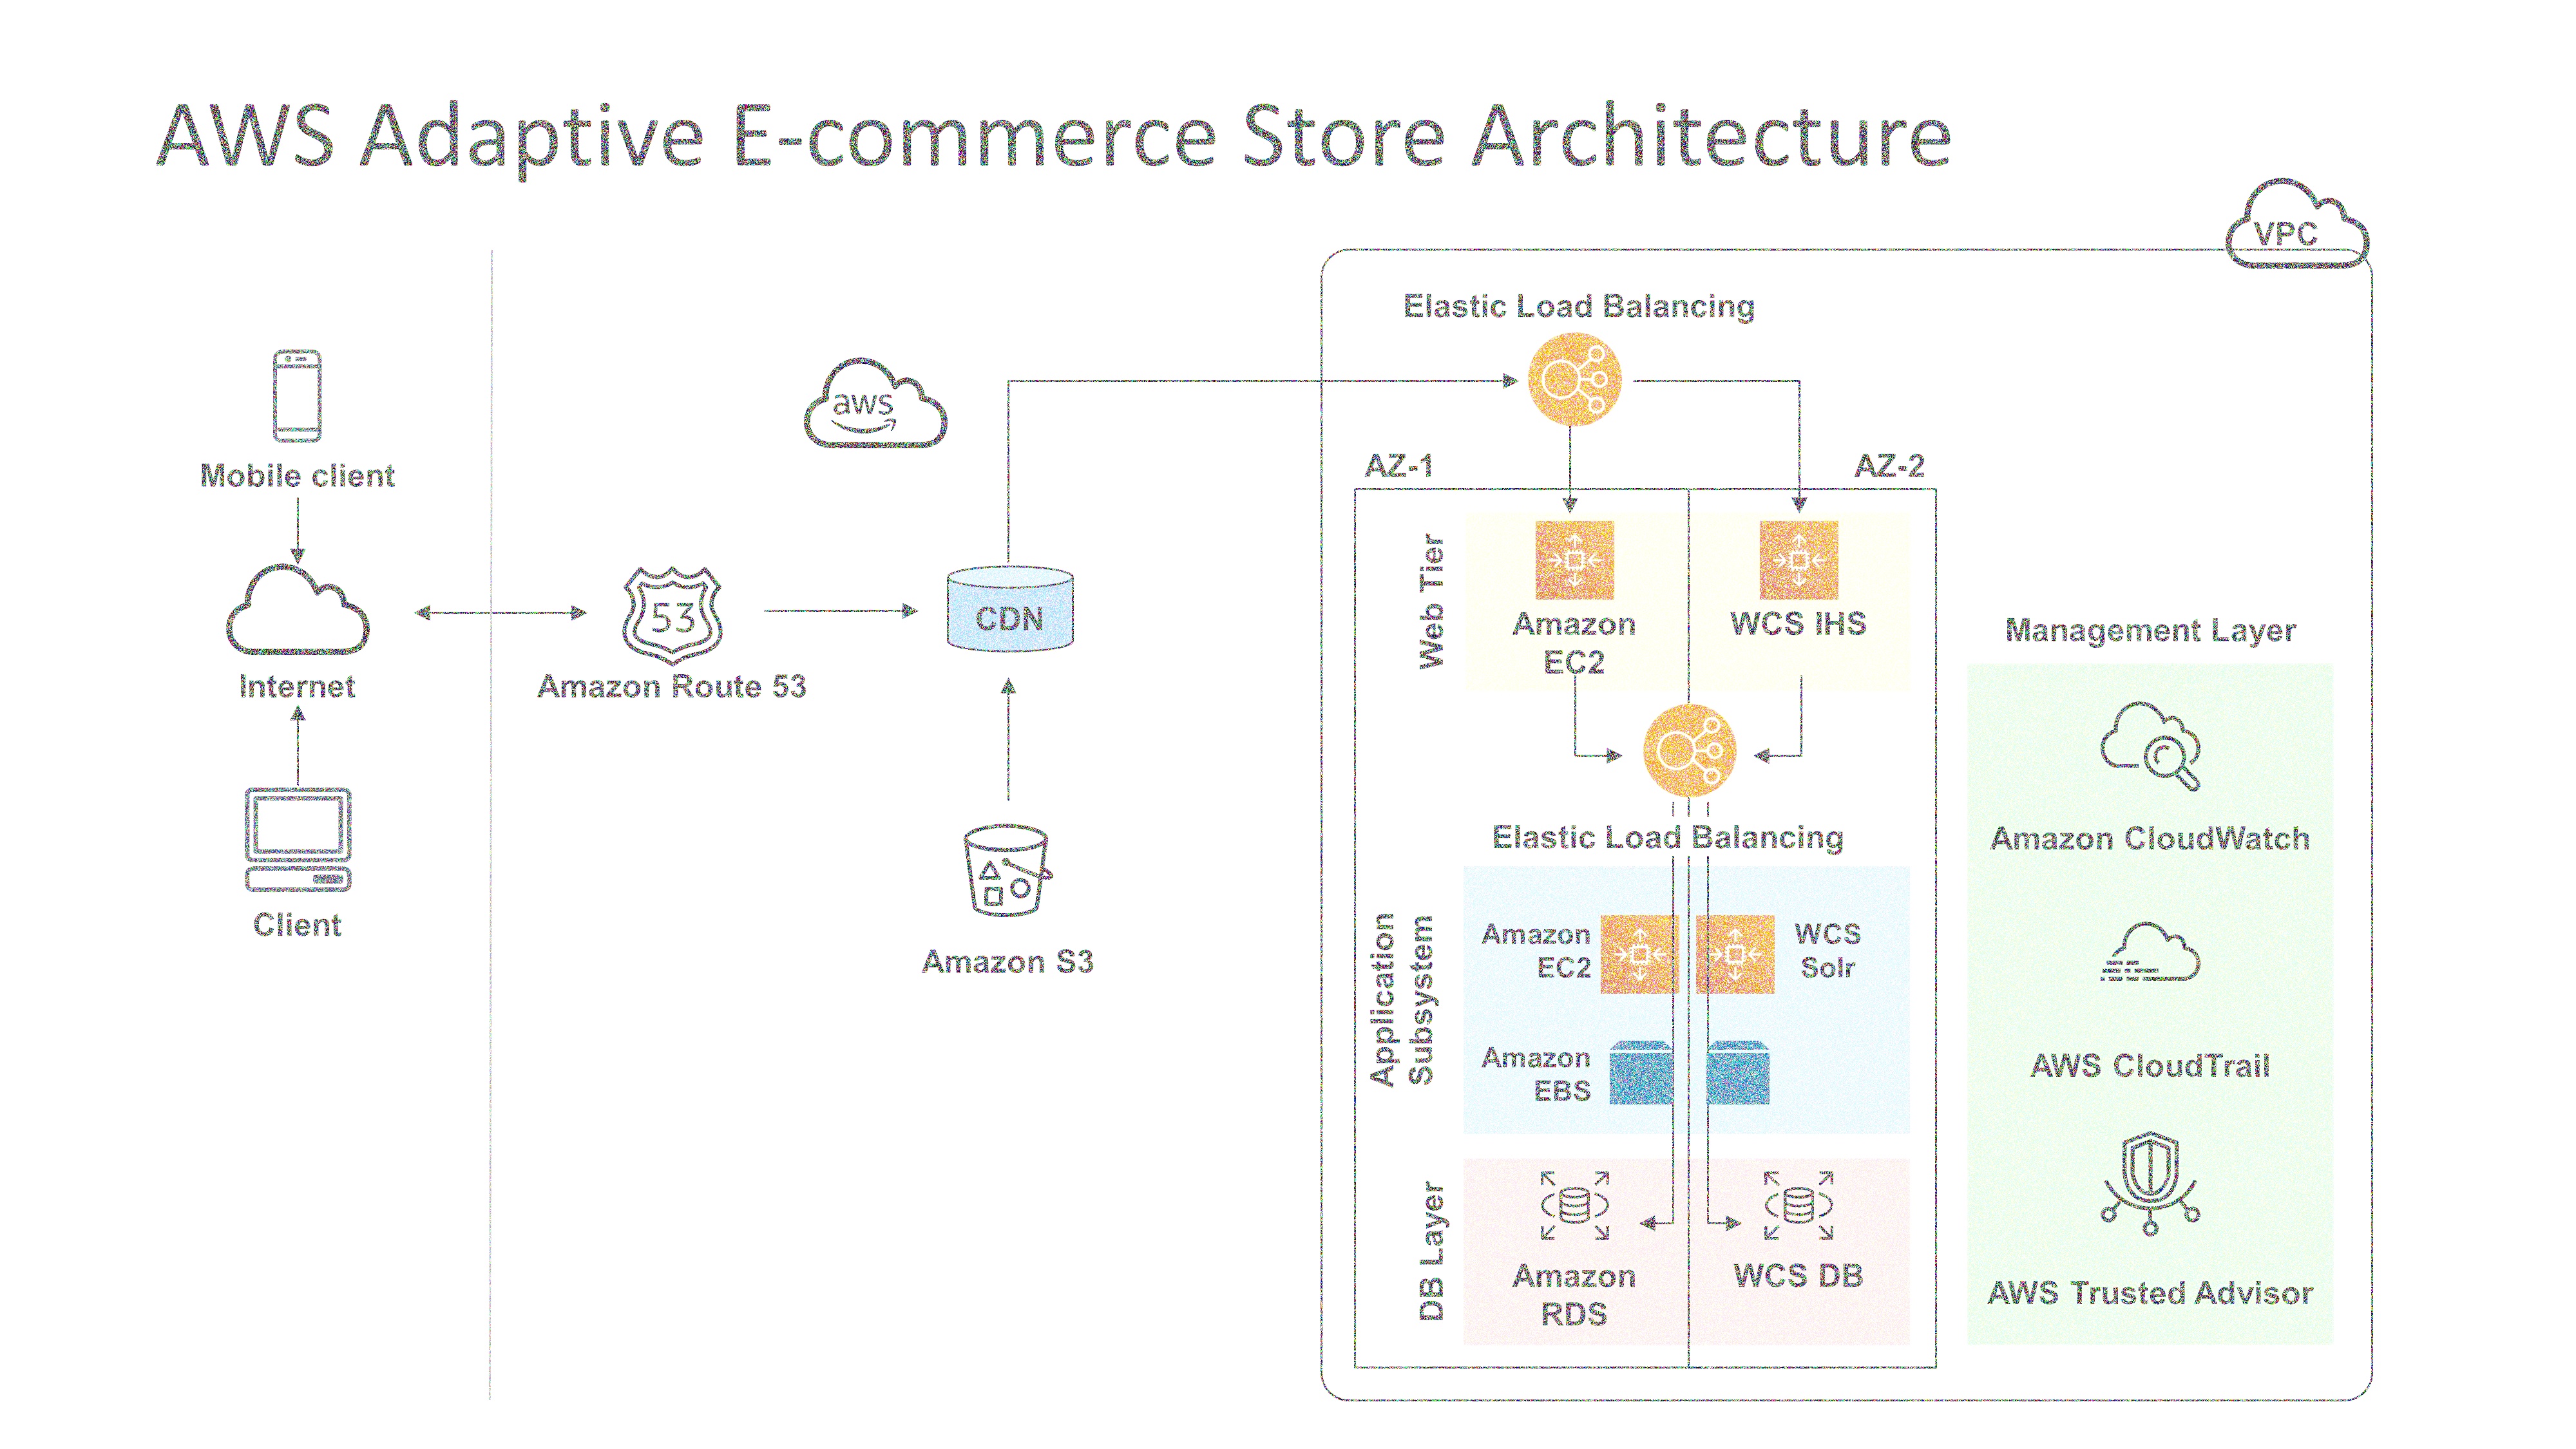 AWS Adaptive E-commerce Store Architecture
VPC
Elastic Load Balancing
aws
Mobile client
AZ-1
AZ-2
Web Tier
53
CDN
Amazon
EC2
WCS IHS
Management Layer
Internet
Amazon Route 53
Elastic Load Balancing
Amazon CloudWatch
Client
Amazon S3
Application
Subsystem
Amazon
EC2
WCS
Solr
Amazon
EBS
AWS CloudTrail
DB Layer
Amazon
RDS
WCS DB
AWS Trusted Advisor